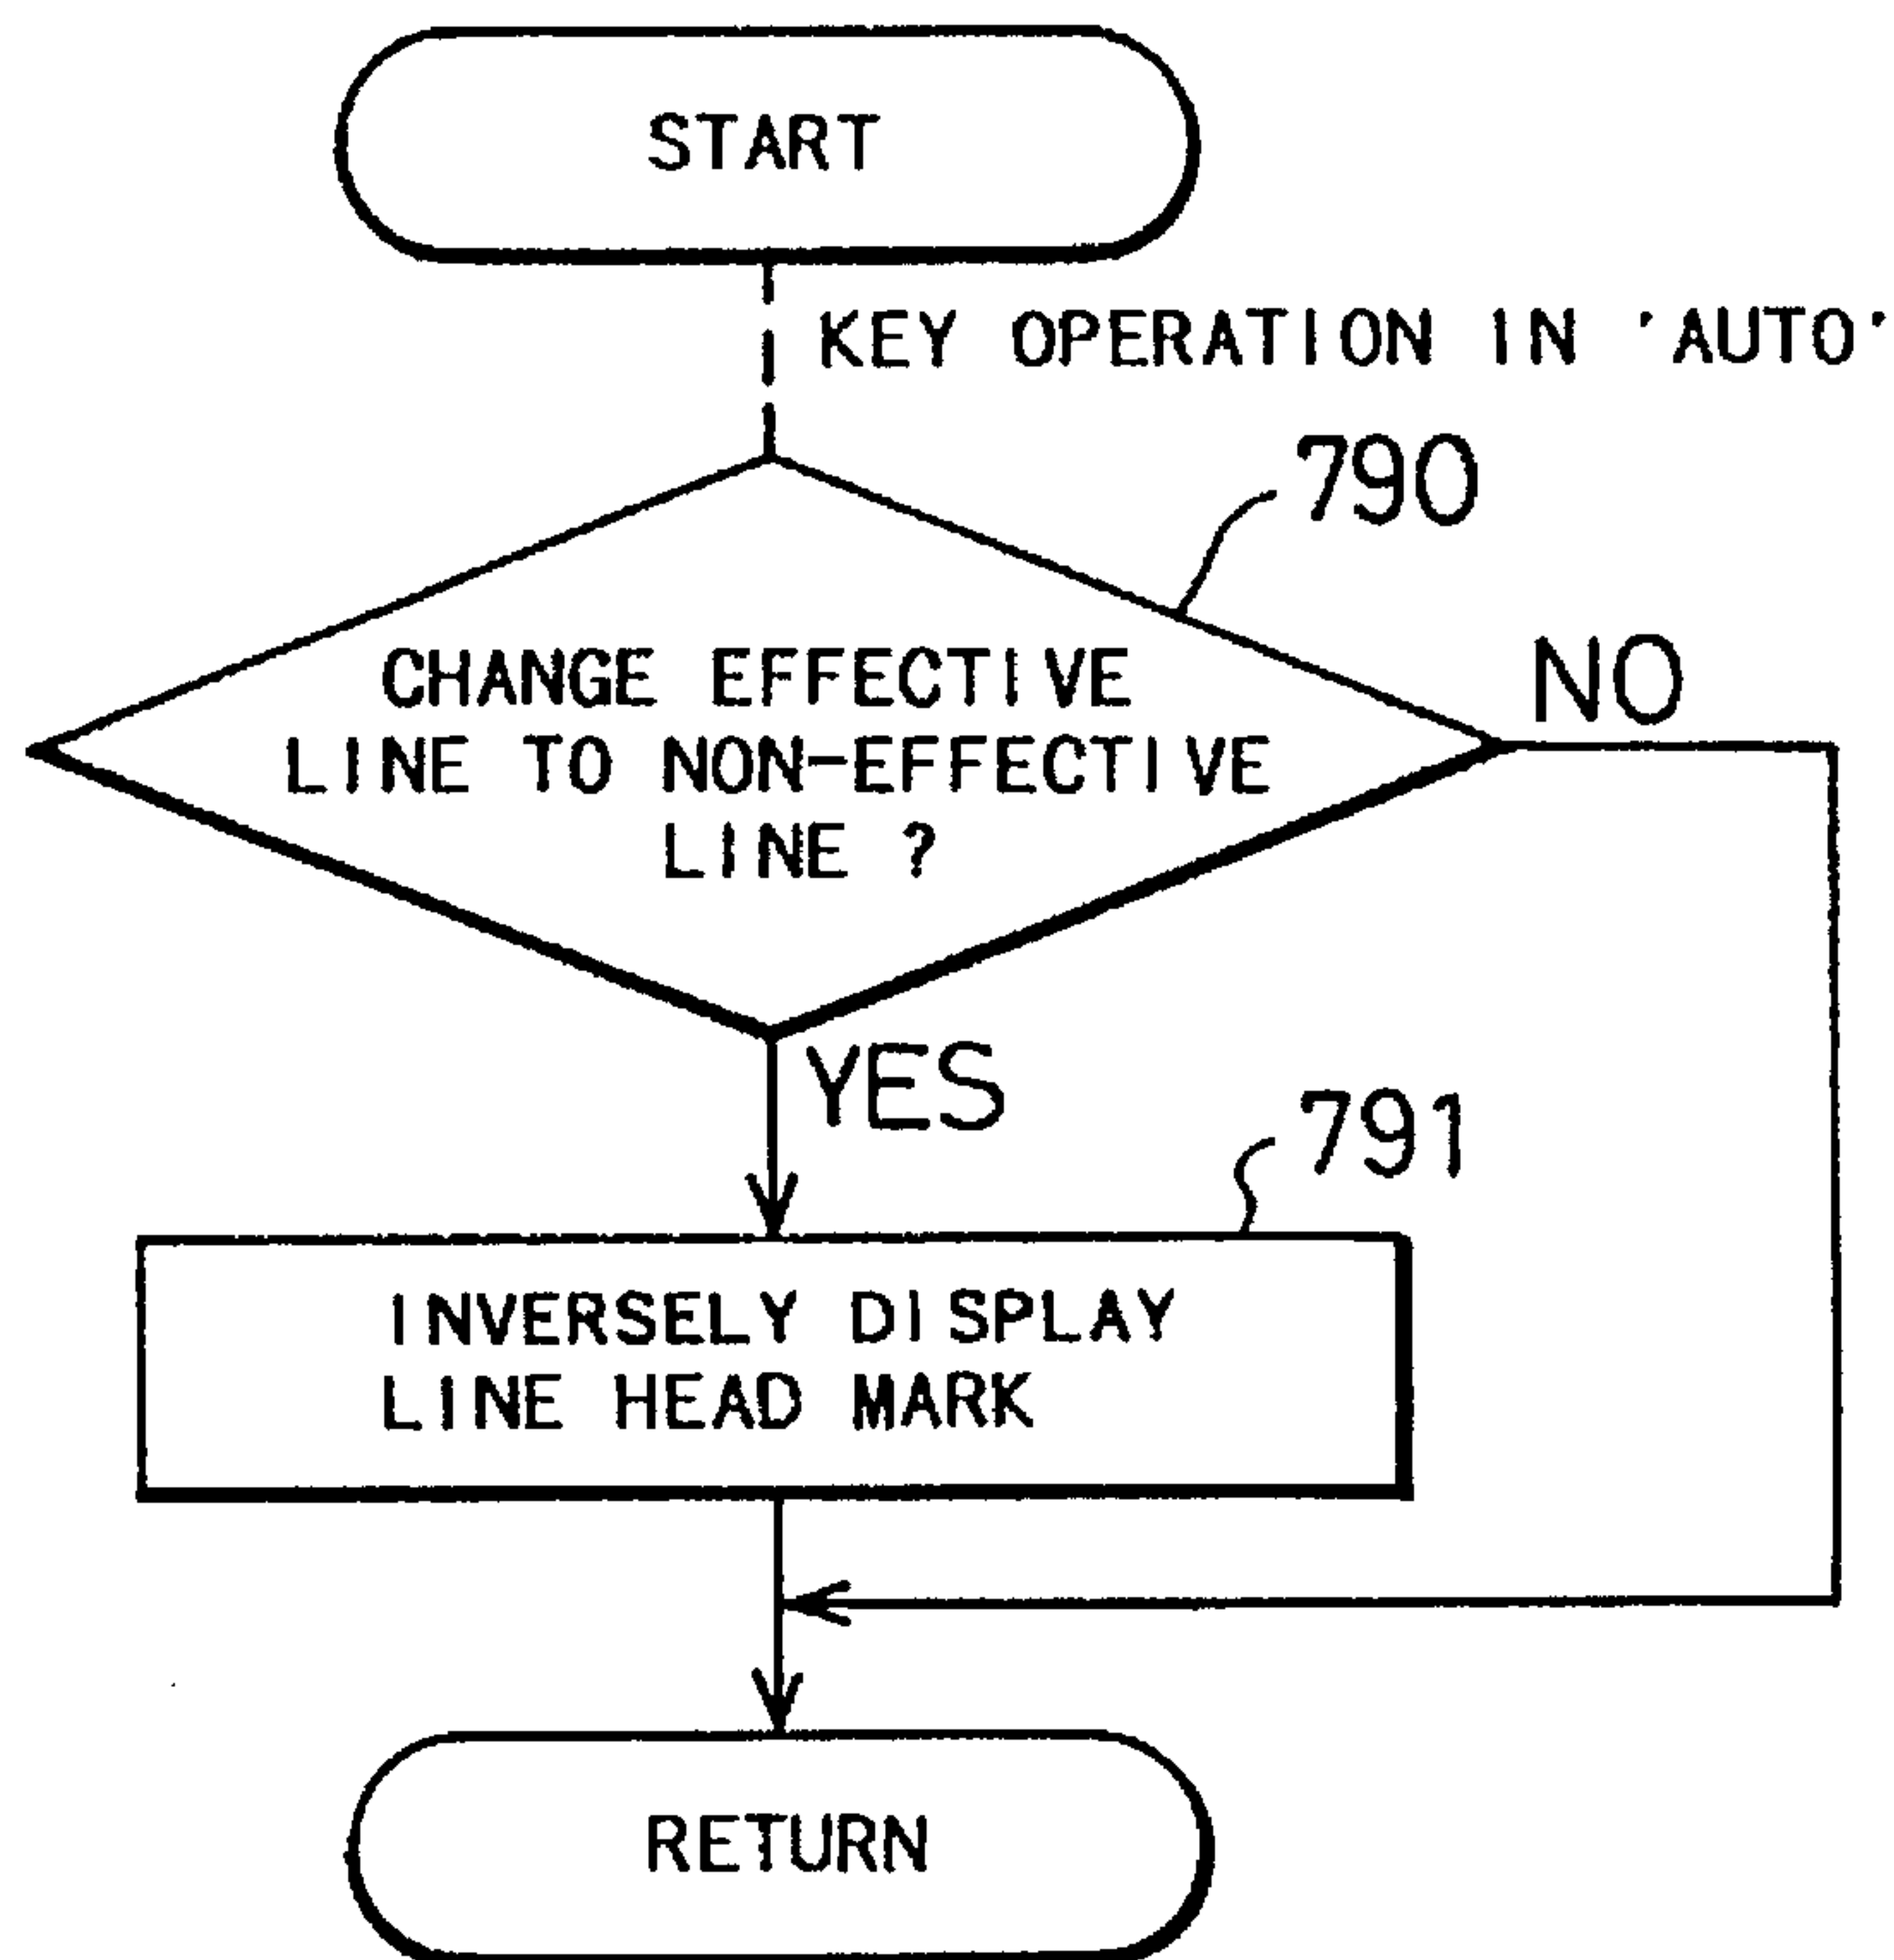 START
KEY OPERATION IN 'AUTO'
790
CHANGE EFFECTIVE
LINE TO NON-EFFECTIVE
LINE ?
NO
YES
791
INVERSELY DISPLAY
LINE HEAD MARK
RETURN